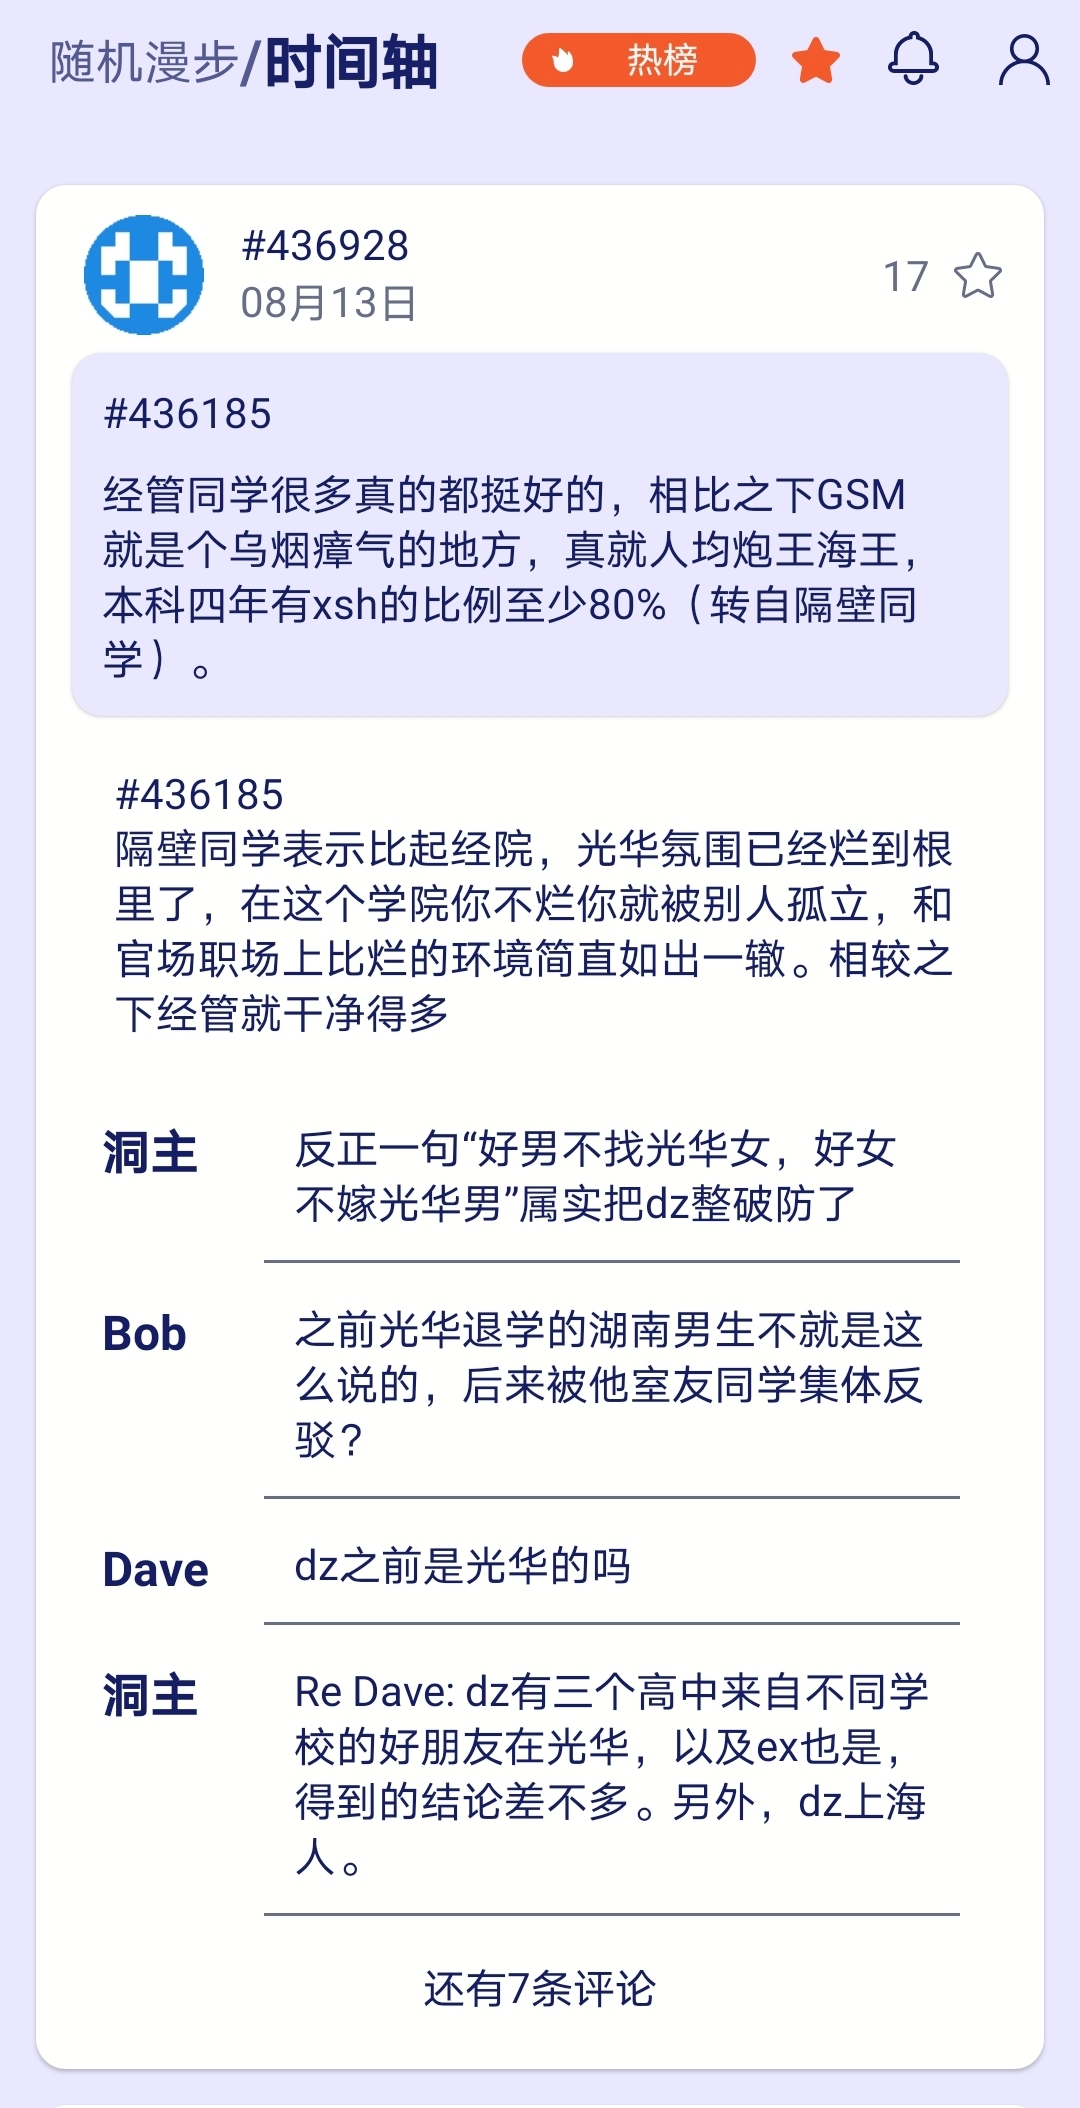 随机漫步/时间轴
热榜
#436928
08月13日
17
#436185
经管同学很多真的都挺好的，相比之下GSM
就是个乌烟瘴气的地方，真就人均炮王海王，
本科四年有xsh的比例至少80%（转自隔壁同
学）。
#436185
隔壁同学表示比起经院，光华氛围已经烂到根
里了，在这个学院你不烂你就被别人孤立，和
官场职场上比烂的环境简直如出一辙。相较之
下经管就干净得多
洞主
反正一句“好男不找光华女，好女
不嫁光华男”属实把dz整破防了
Bob
之前光华退学的湖南男生不就是这
么说的，后来被他室友同学集体反
驳？
Dave
dz之前是光华的吗
洞主
Re Dave: dz有三个高中来自不同学
校的好朋友在光华，以及ex也是，
得到的结论差不多。另外，dz上海
人。
还有7条评论